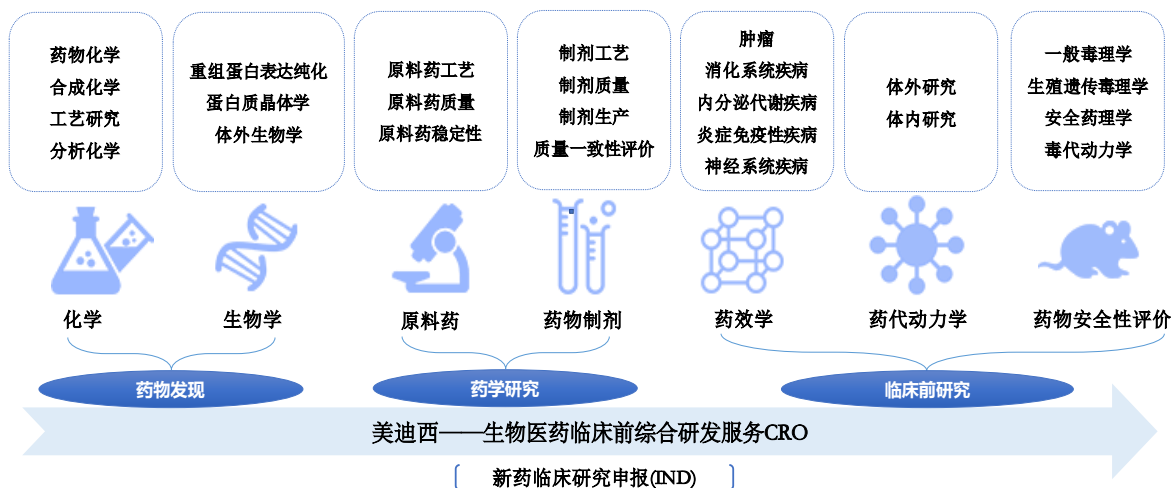 药物化学
合成化学
工艺研究
分析化学
重组蛋白表达纯化
蛋白质晶体学
体外生物学
原料药工艺
原料药质量
原料药稳定性
制剂工艺
制剂质量
制剂生产
质量一致性评价
肿瘤
消化系统疾病
内分泌代谢疾病
炎症免疫性疾病
神经系统疾病
体外研究
体内研究
一般毒理学
生殖遗传毒理学
安全药理学
毒代动力学
化学
生物学
原料药
药物制剂
药效学
药代动力学
药物安全性评价
药物发现
药学研究
临床前研究
美迪西——生物医药临床前综合研发服务CRO
新药临床研究申报(IND)